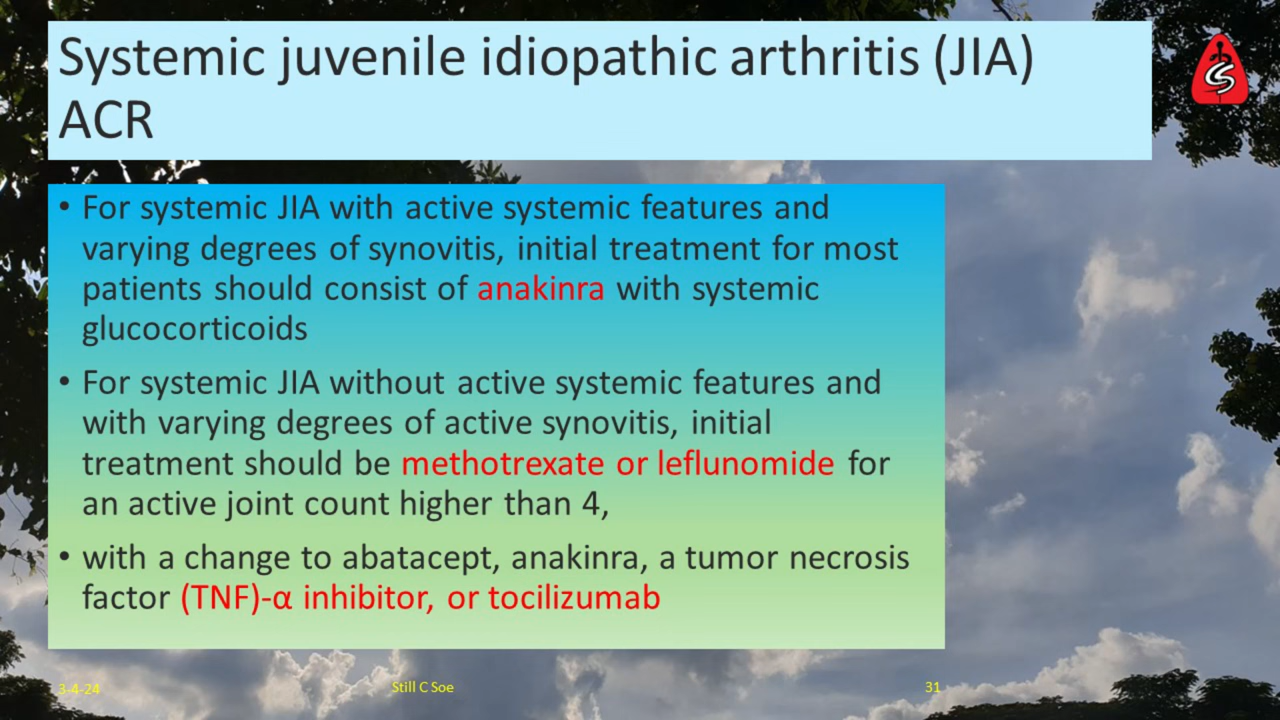 Systemic juvenile idiopathic arthritis (JIA)
ACR
• For systemic JIA with active systemic features and
varying degrees of synovitis, initial treatment for most
patients should consist of anakinra with systemic
glucocorticoids
• For systemic JIA without active systemic features and
with varying degrees of active synovitis, initial
treatment should be methotrexate or leflunomide for
an active joint count higher than 4,
• with a change to abatacept, anakinra, a tumor necrosis
factor (TNF)-α inhibitor, or tocilizumab
3-4-24
Still C Soe
31